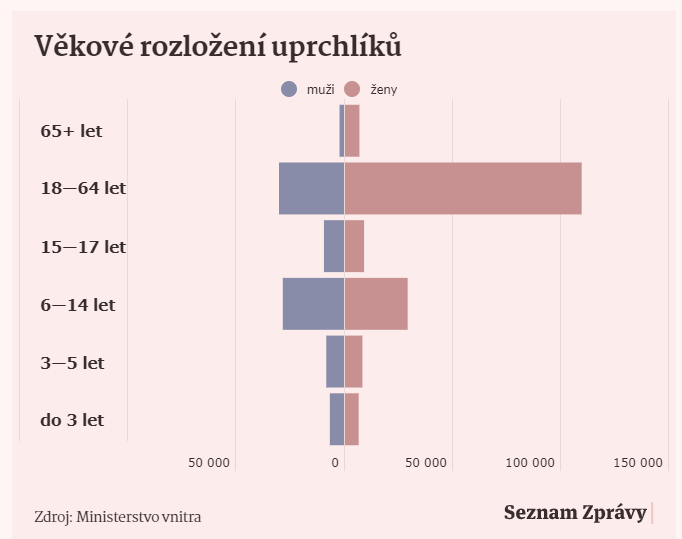 Věkové rozložení uprchlíků
muži ženy
65+ let
18—64 let
15—17 let
6—14 let
3—5 let
do 3 let
50 000 0 50 000 100 000 150 000
Zdroj: Ministerstvo vnitra
Seznam Zprávy